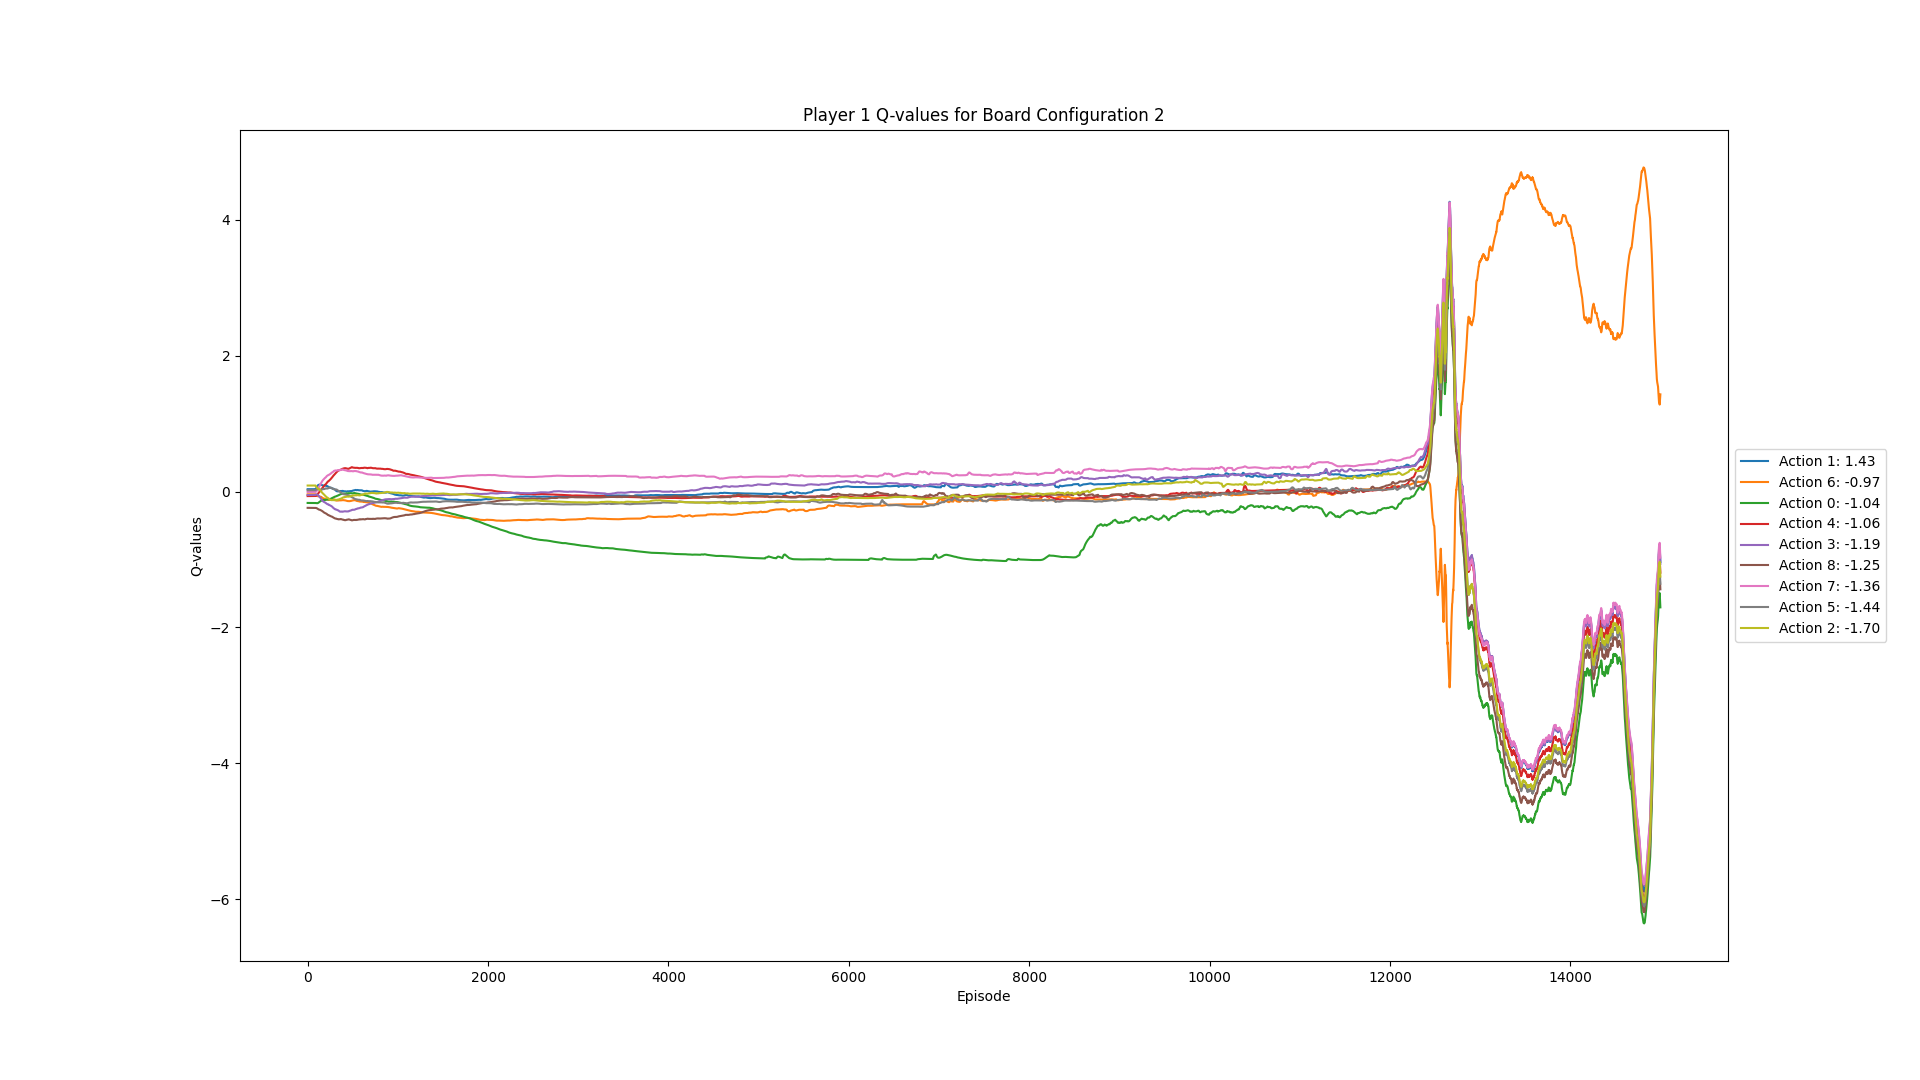 Player 1 Q-values for Board Configuration 2
4
2
0
−2
−4
−6
Q-values
0
2000
4000
6000
8000
10000
12000
14000
Episode
Action 1: 1.43
Action 6: -0.97
Action 0: -1.04
Action 4: -1.06
Action 3: -1.19
Action 8: -1.25
Action 7: -1.36
Action 5: -1.44
Action 2: -1.70